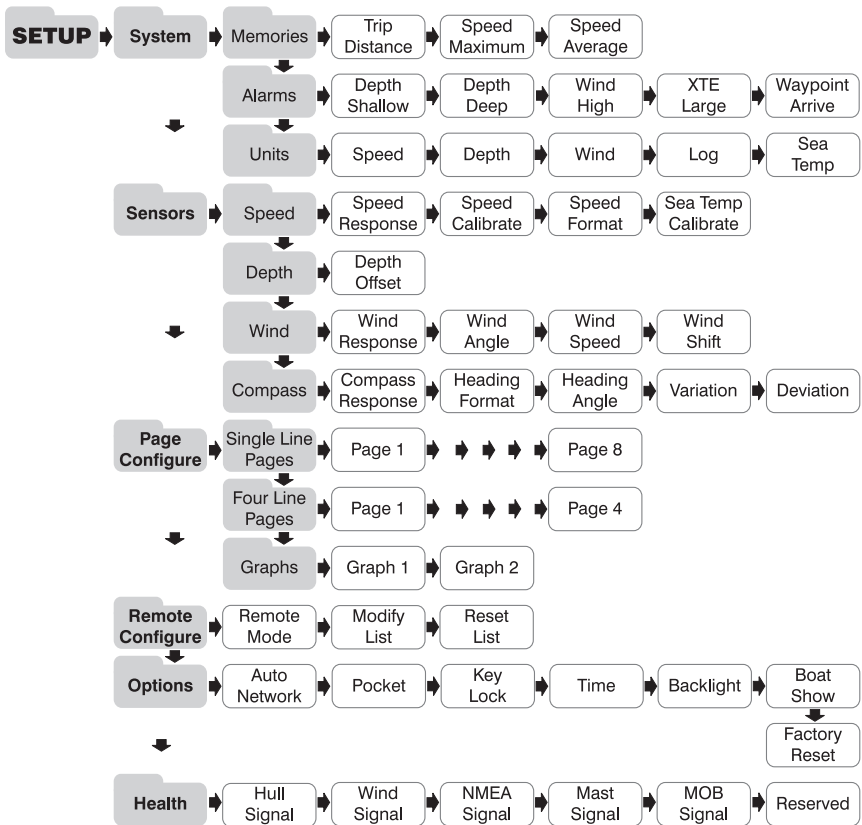 SETUP
System
Memories
Trip
Distance
Speed
Maximum
Speed
Average
Alarms
Depth
Shallow
Depth
Deep
Wind
High
XTE
Large
Waypoint
Arrive
Units
Speed
Depth
Wind
Log
Sea
Temp
Sensors
Speed
Speed
Response
Speed
Calibrate
Speed
Format
Sea Temp
Calibrate
Depth
Depth
Offset
Wind
Wind
Response
Wind
Angle
Wind
Speed
Wind
Shift
Compass
Compass
Response
Heading
Format
Heading
Angle
Variation
Deviation
Page
Configure
Single Line
Pages
Page 1
Page 8
Four Line
Pages
Page 1
Page 4
Graphs
Graph 1
Graph 2
Remote
Configure
Remote
Mode
Modify
List
Reset
List
Options
Auto
Network
Pocket
Key
Lock
Time
Backlight
Boat
Show
Factory
Reset
Health
Hull
Signal
Wind
Signal
NMEA
Signal
Mast
Signal
MOB
Signal
Reserved